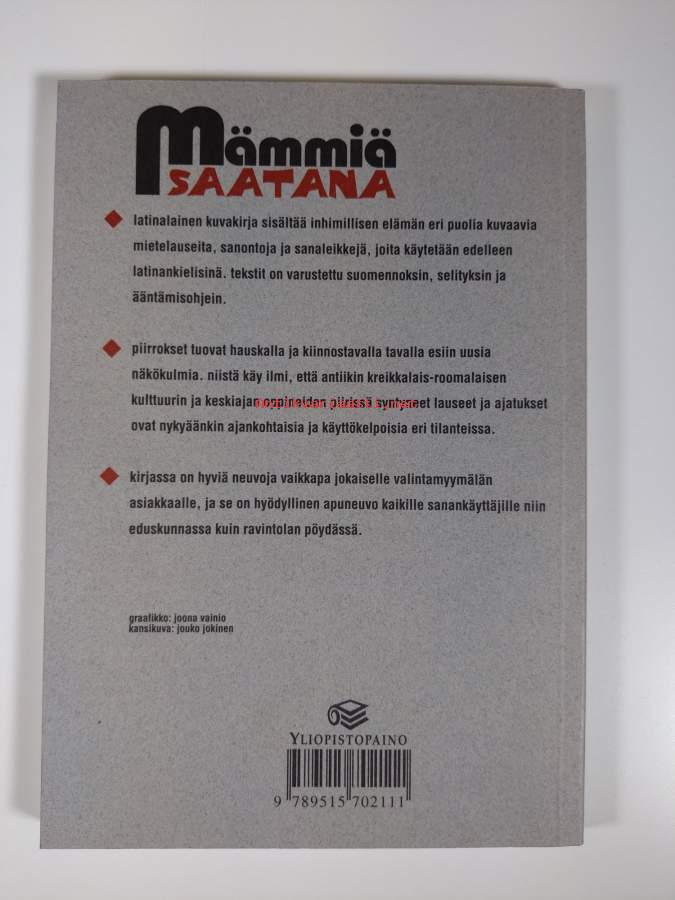 Mämmiä
SAATANA
latinalainen kuvakirja sisältää inhimillisen elämän eri puolia kuvaavia
mietelauseita, sanontoja ja sanaleikkejä, joita käytetään edelleen
latinankielisinä. tekstit on varustettu suomennoksin, selityksin ja
ääntämisohjein.
piirrokset tuovat hauskalla ja kiinnostavalla tavalla esiin uusia
näkökulmia. niistä käy ilmi, että antiikin kreikkalais-roomalaisen
kulttuurin ja keskiajan oppineiden piirissä syntyneet lauseet ja ajatukset
ovat nykyäänkin ajankohtaisia ja käyttökelpoisia eri tilanteissa.
kirjassa on hyviä neuvoja vaikkapa jokaiselle valintamyymälän
asiakkaalle, ja se on hyödyllinen apuneuvo kaikille sanankäyttäjille niin
eduskunnassa kuin ravintolan pöydässä.
graafikko: joona vainio
kansikuva: jouko jokinen
YLIOPISTOPAINO
9 789515 702111